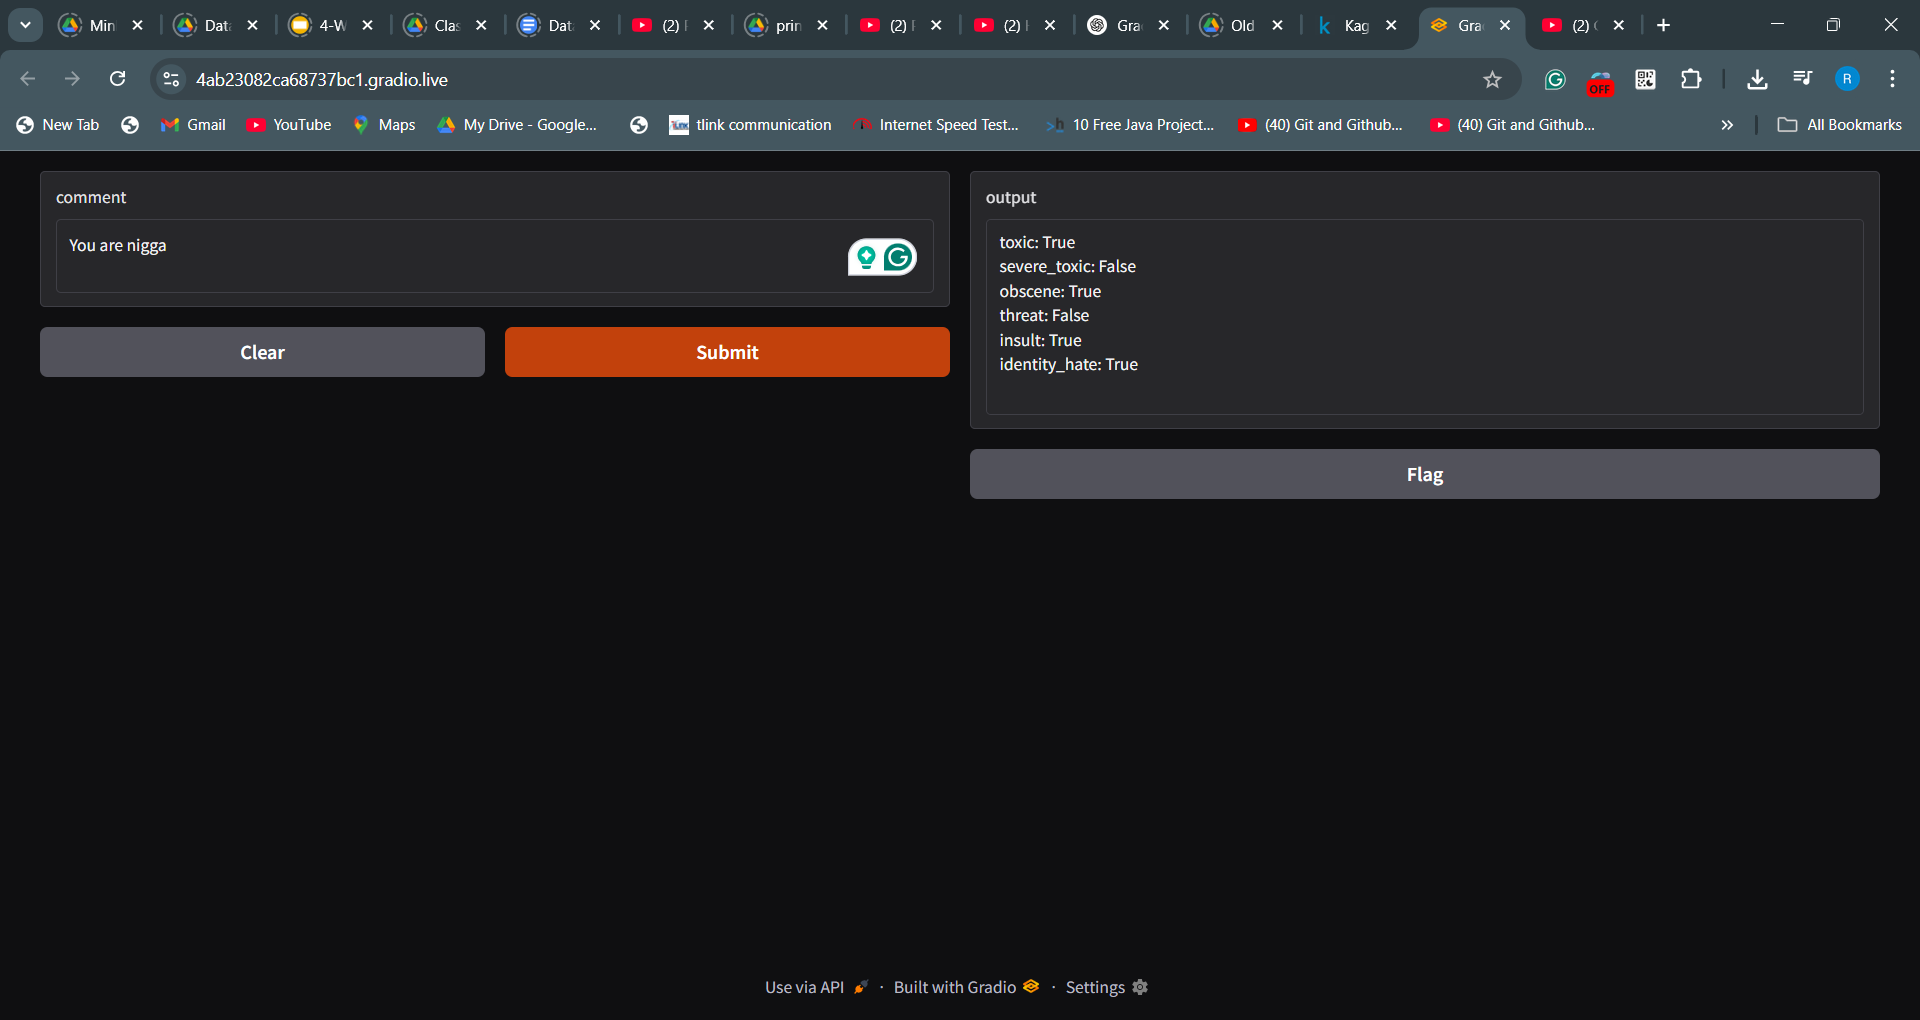 Min
Data
4-W
Clas
Dat
(2)
prin
(2)
(2)
Gra
Old
Kag
Gra
(2)
4ab23082ca68737bc1.gradio.live
OFF
R
New Tab
Gmail
YouTube
Maps
My Drive - Google...
tlink communication
Internet Speed Test...
10 Free Java Project...
(40) Git and Github...
(40) Git and Github...
All Bookmarks
comment
You are nigga
Clear
Submit
output
toxic: True
severe_toxic: False
obscene: True
threat: False
insult: True
identity_hate: True
Flag
Use via API · Built with Gradio · Settings